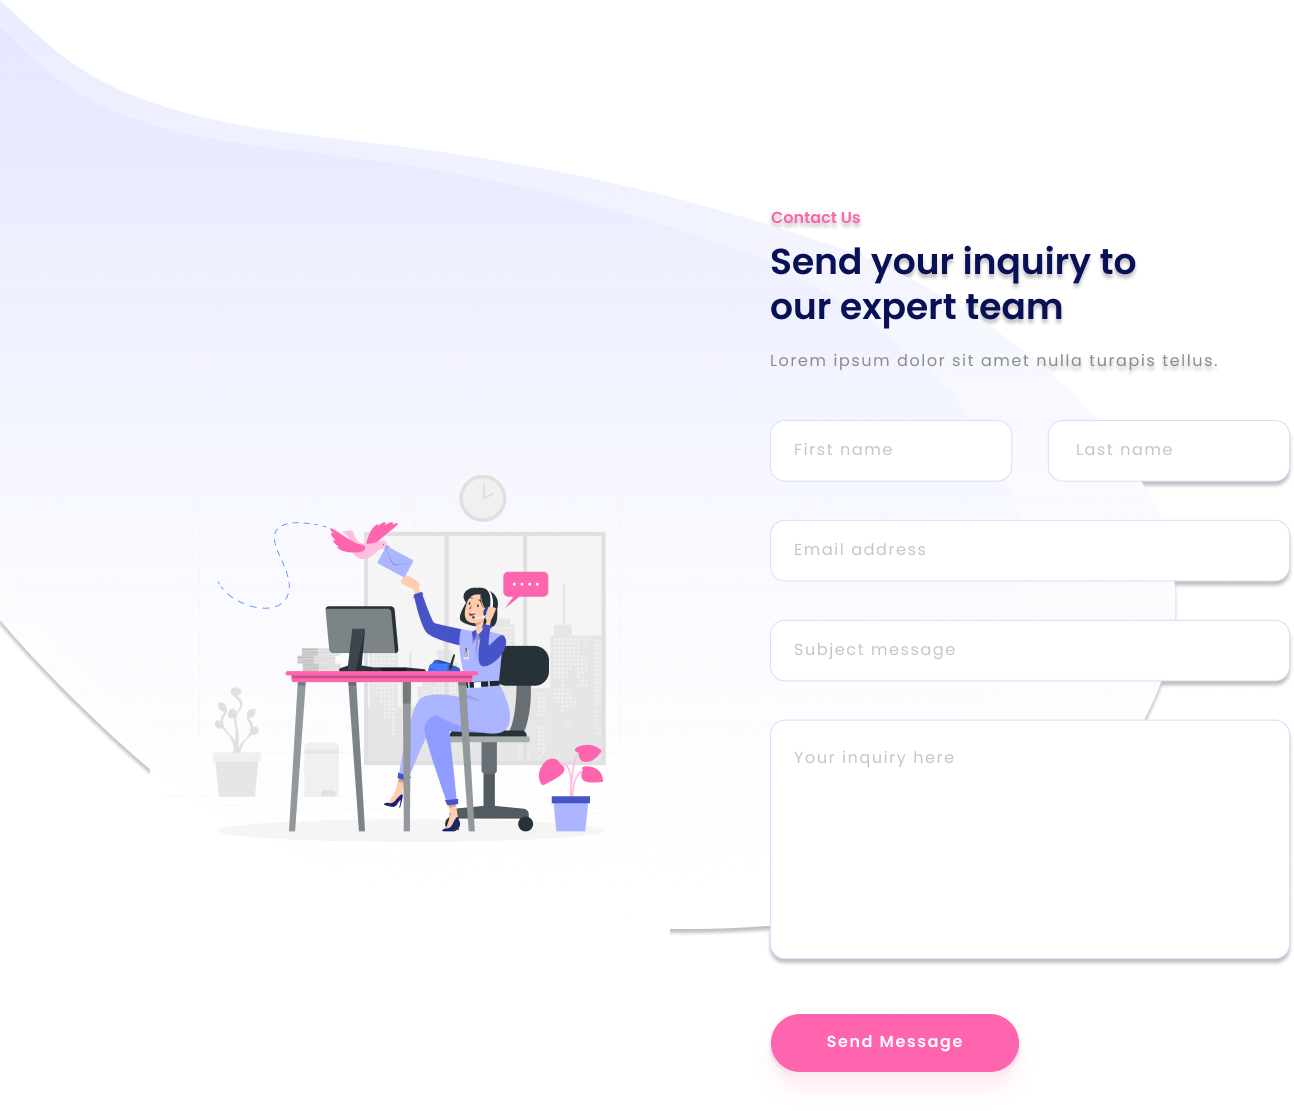 Contact Us
Send your inquiry to
our expert team
Lorem ipsum dolor sit amet nulla turapis tellus.
First name
Last name
Email address
Subject message
Your inquiry here
Send Message